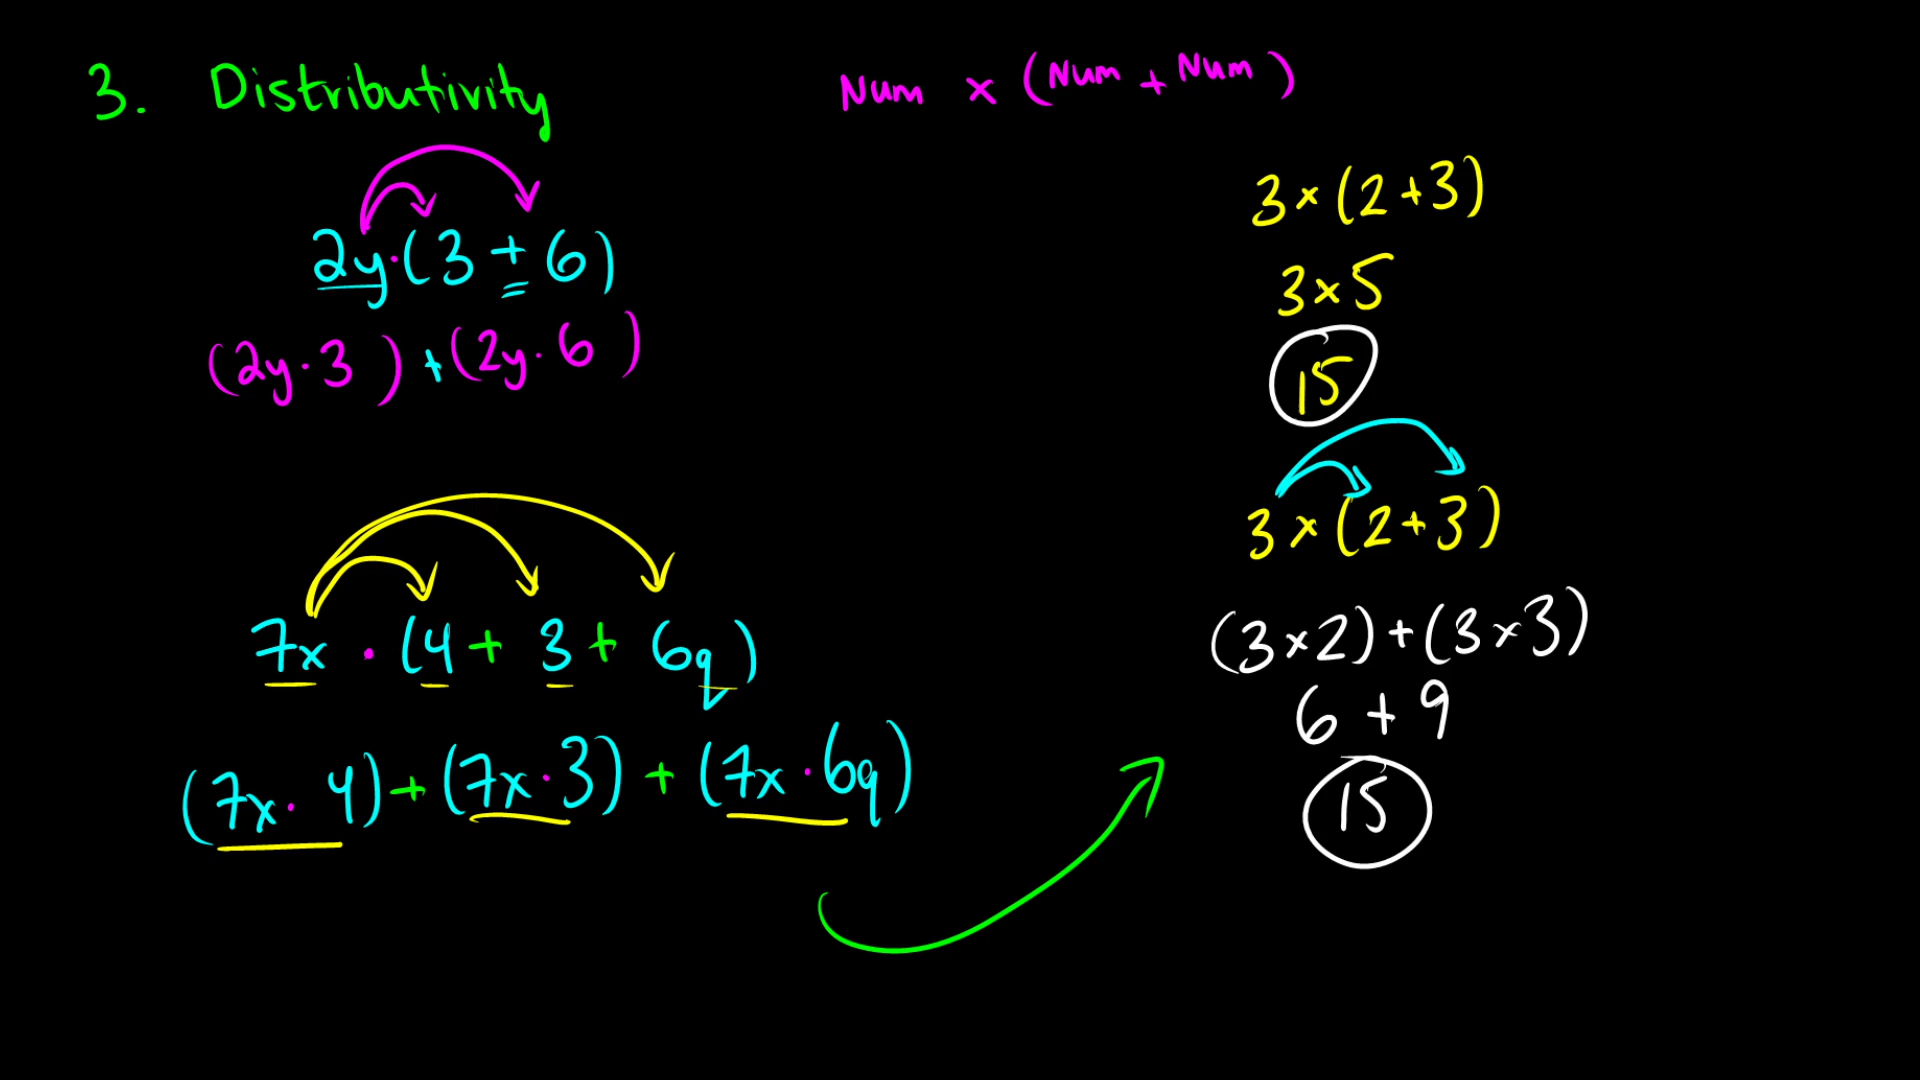 3. Distributivity
Num × (Num + Num)
2y·(3 + 6)
(2y·3) + (2y·6)
7x · (4 + 3 + 6q)
(7x· 4) + (7x·3) + (7x·6q)
3×(2+3)
3×5
15
3×(2+3)
(3×2)+(3×3)
6 + 9
15